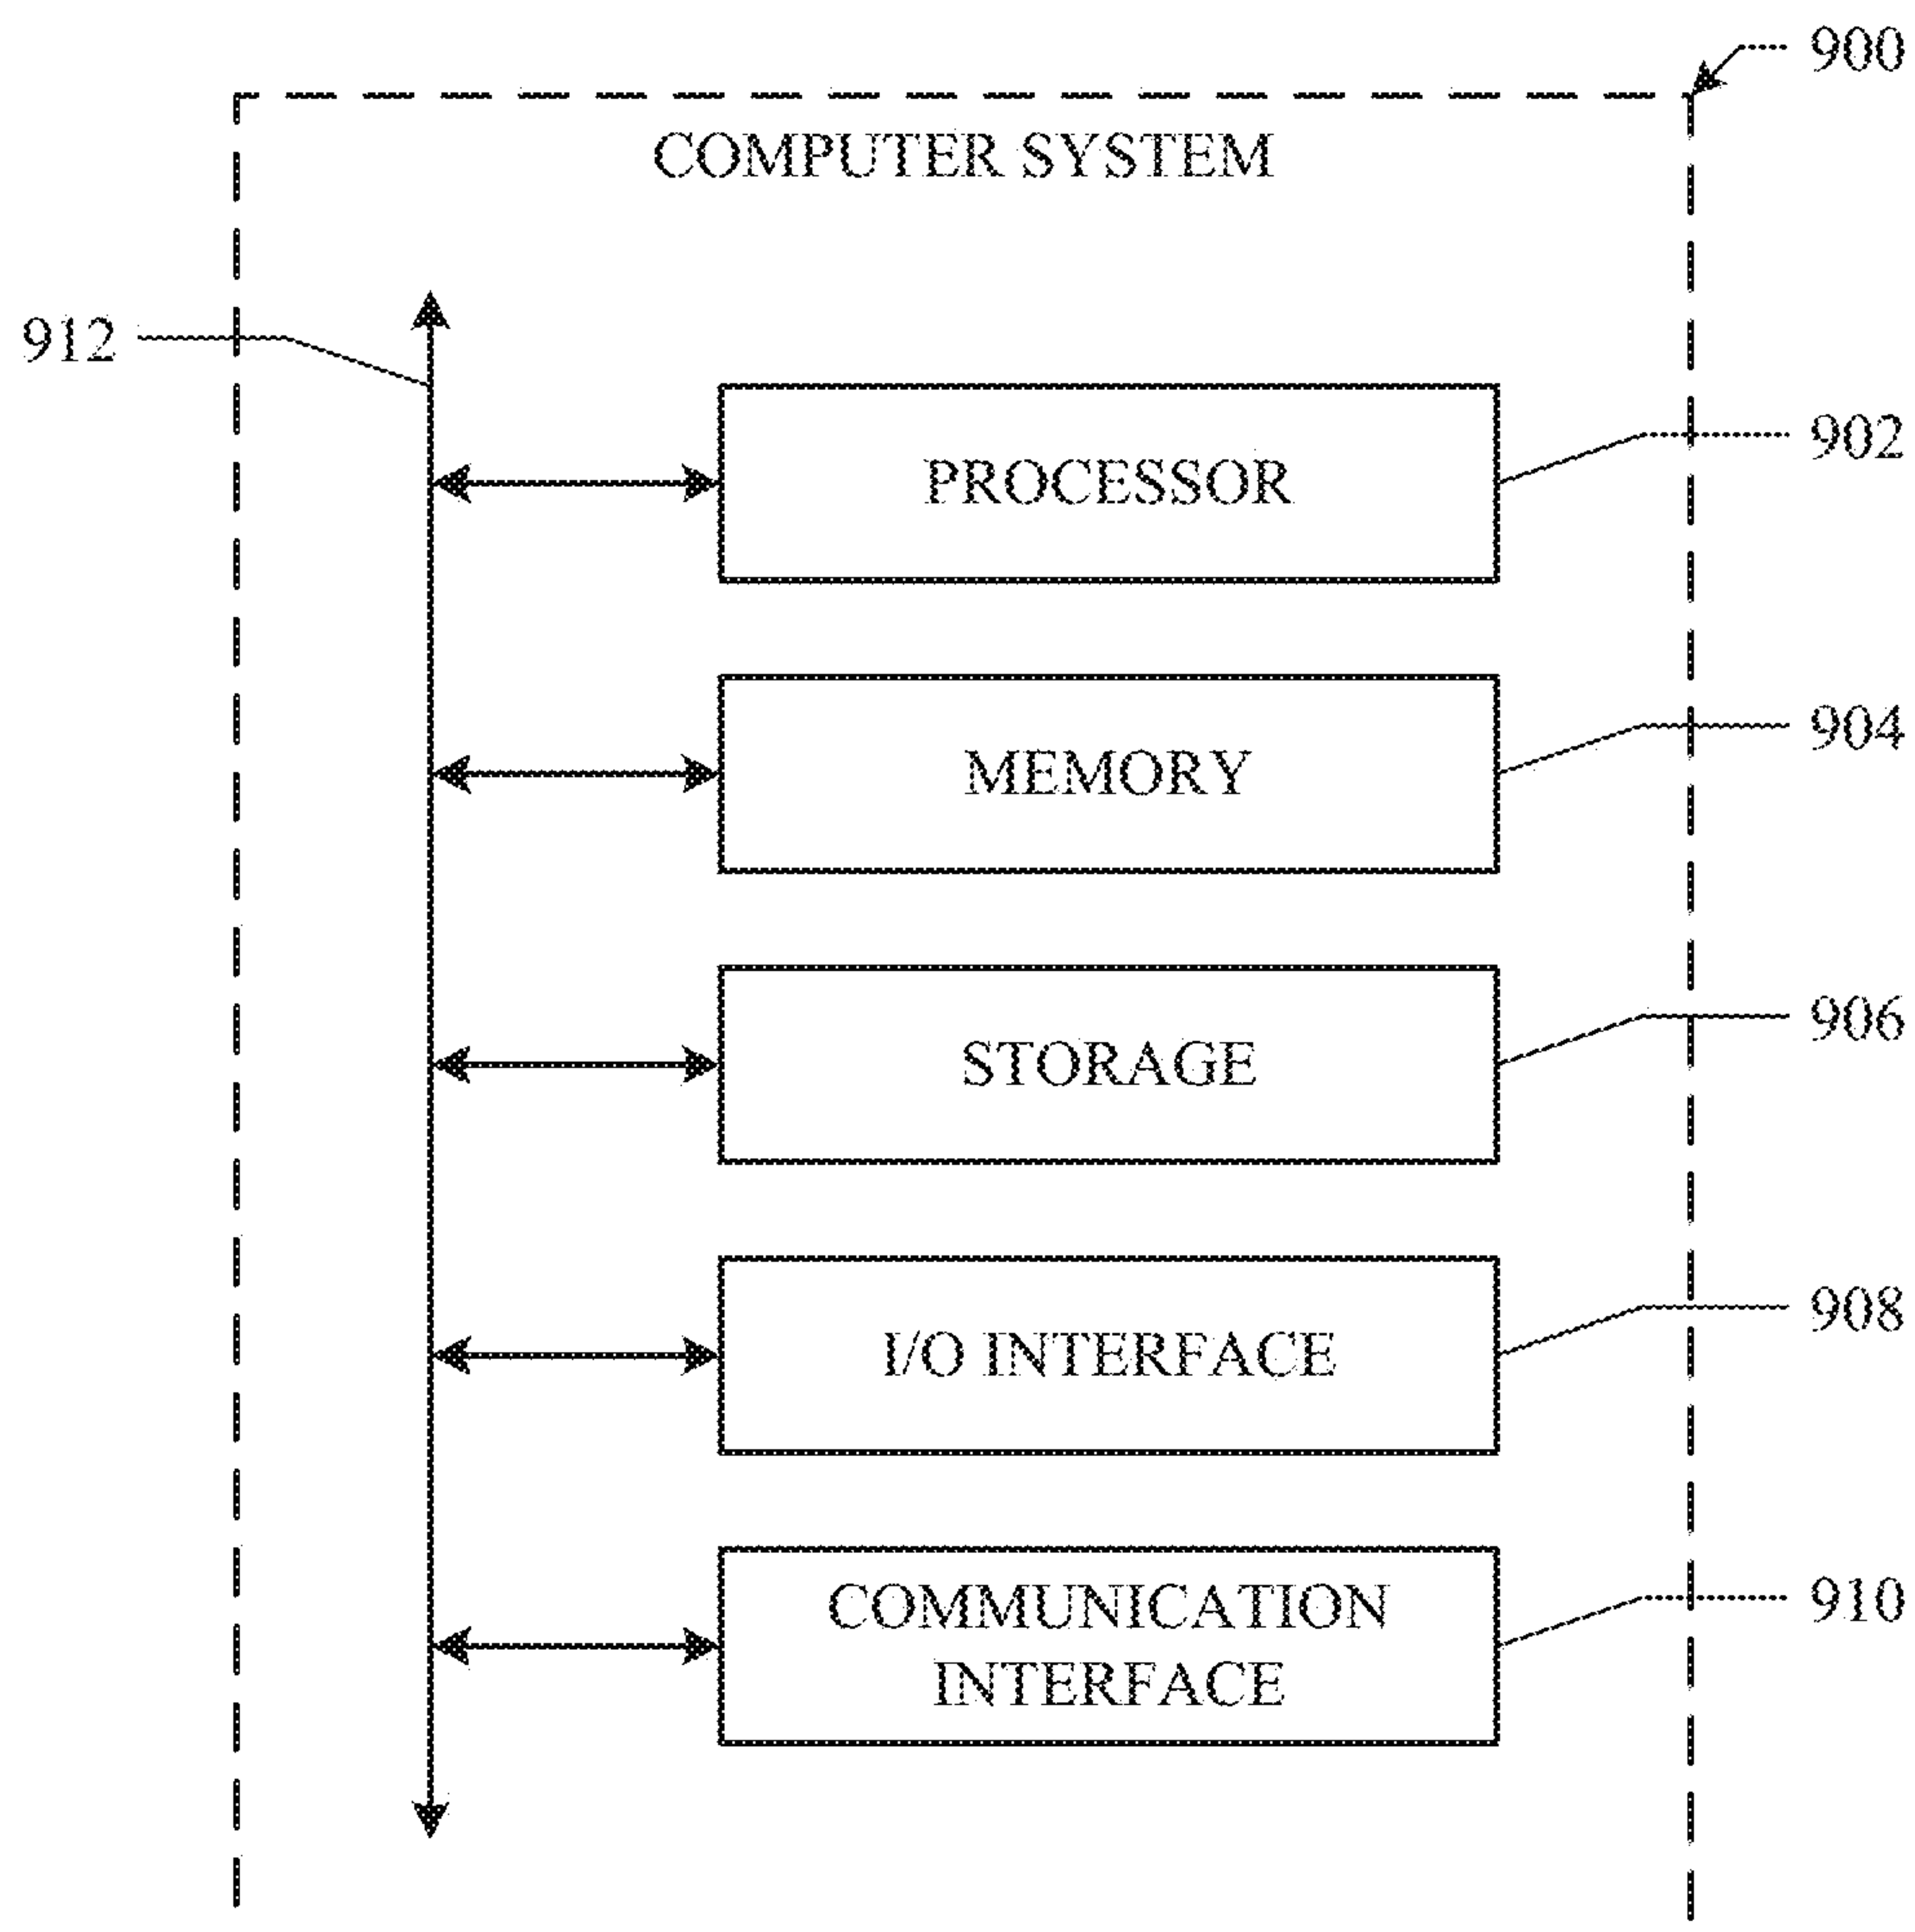 900
COMPUTER SYSTEM
912
902
PROCESSOR
904
MEMORY
906
STORAGE
908
I/O INTERFACE
910
COMMUNICATION
INTERFACE